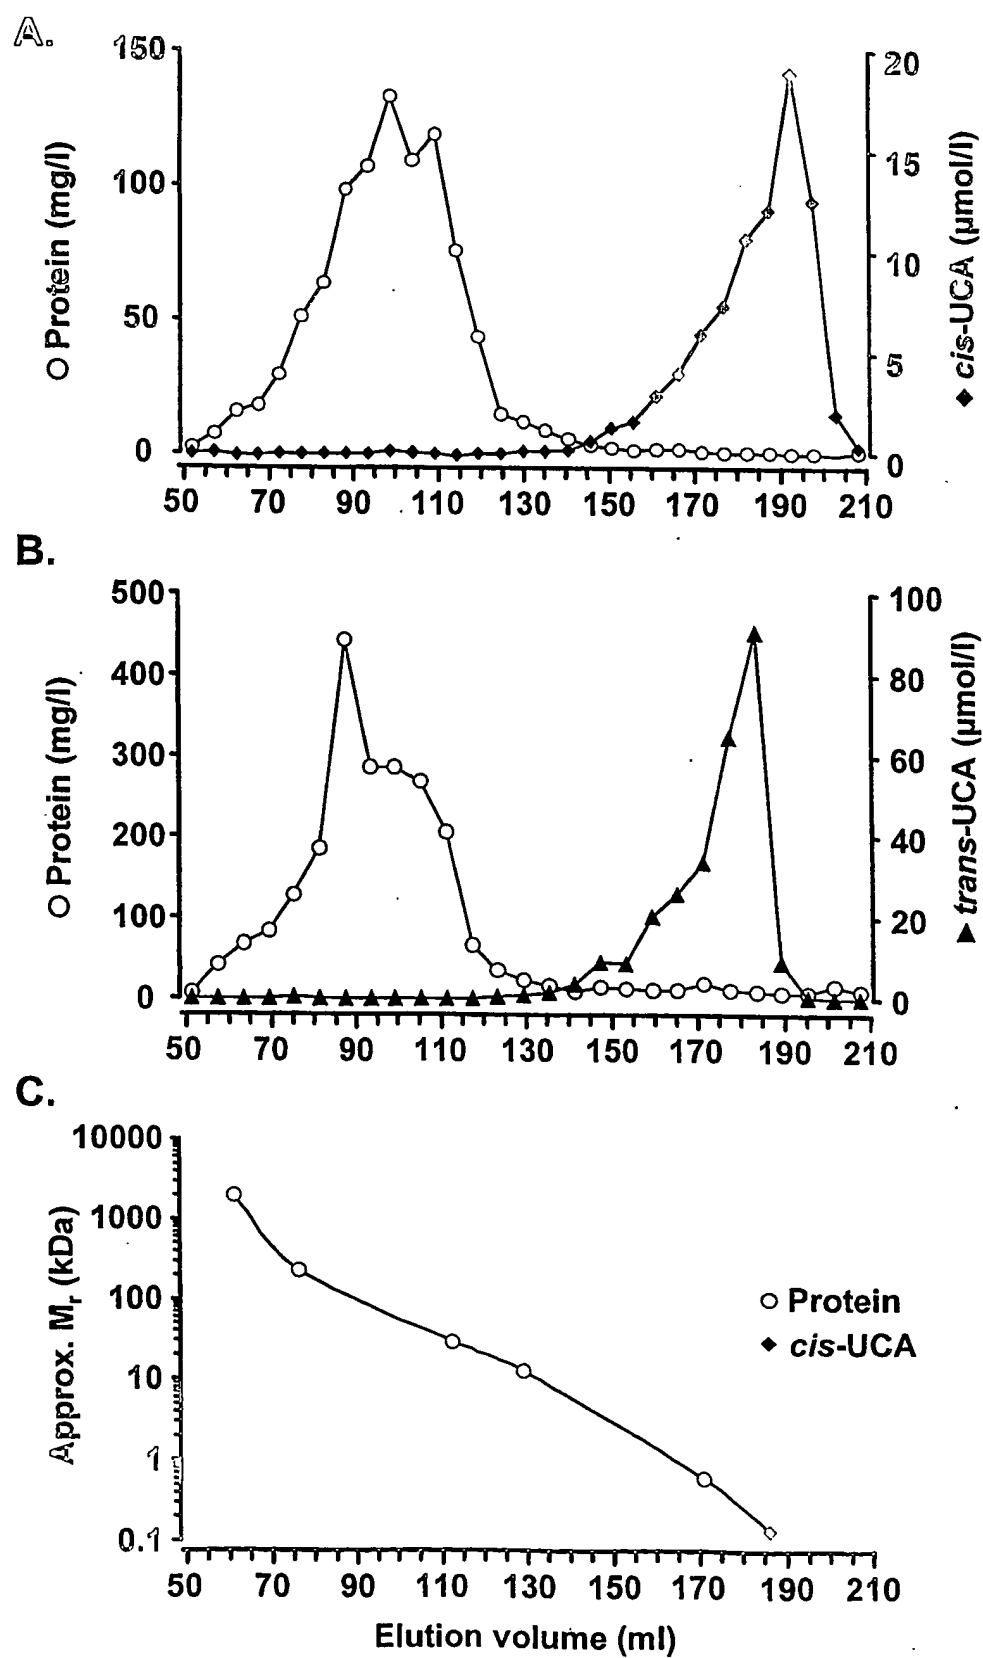 A.
150
100
50
0
○ Protein (mg/l)
20
15
10
5
0
◆ cis-UCA (µmol/l)
50 70 90 110 130 150 170 190 210
B.
500
400
300
200
100
0
○ Protein (mg/l)
100
80
60
40
20
0
▲ trans-UCA (µmol/l)
50 70 90 110 130 150 170 190 210
C.
10000
1000
100
10
1
0.1
Approx. Mr (kDa)
○ Protein
◆ cis-UCA
50 70 90 110 130 150 170 190 210
Elution volume (ml)